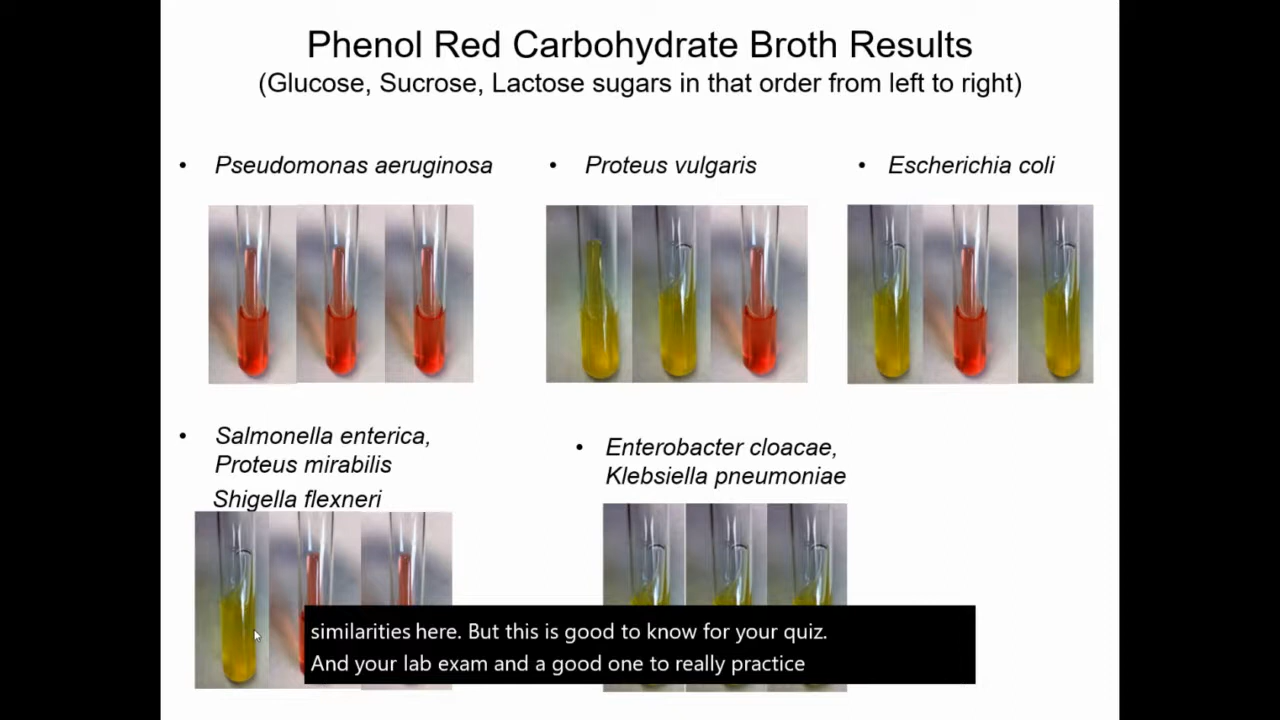 Phenol Red Carbohydrate Broth Results
(Glucose, Sucrose, Lactose sugars in that order from left to right)
• Pseudomonas aeruginosa
• Proteus vulgaris
• Escherichia coli
• Salmonella enterica,
Proteus mirabilis
Shigella flexneri
• Enterobacter cloacae,
Klebsiella pneumoniae
similarities here. But this is good to know for your quiz.
And your lab exam and a good one to really practice